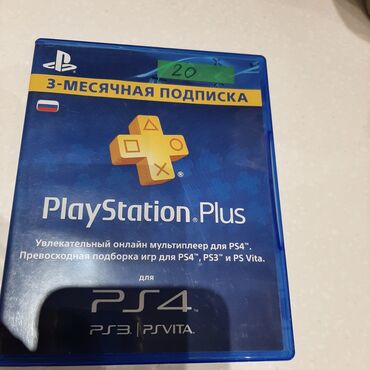 20
3-МЕСЯЧНАЯ ПОДПИСКА
PlayStation®Plus
Увлекательный онлайн мультиплеер для PS4™.
Превосходная подборка игр для PS4™, PS3™ и PS Vita.
для
PS4
PS3 | PSVITA